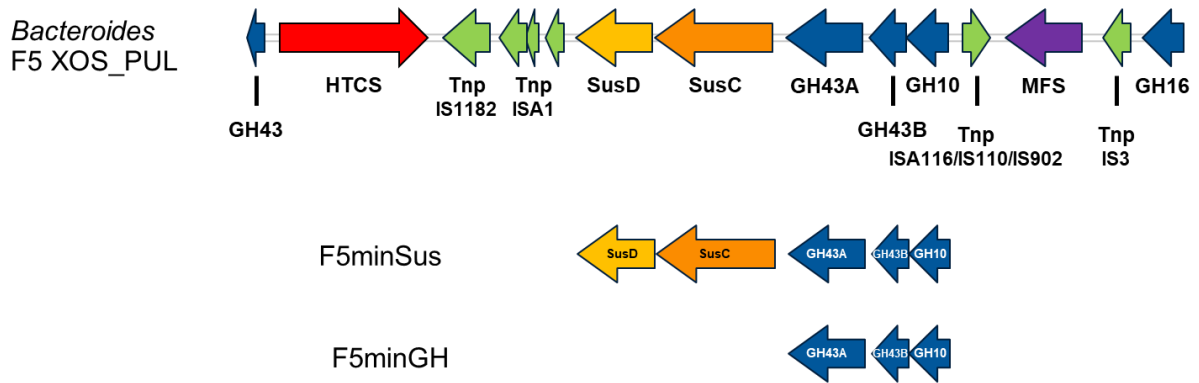 Bacteroides
F5 XOS_PUL
HTCS
Tnp
IS1182
Tnp
ISA1
SusD
SusC
GH43A
GH10
MFS
GH16
GH43
GH43B
Tnp
ISA116/IS110/IS902
Tnp
IS3
F5minSus
SusD
SusC
GH43A
GH43B
GH10
F5minGH
GH43A
GH43B
GH10